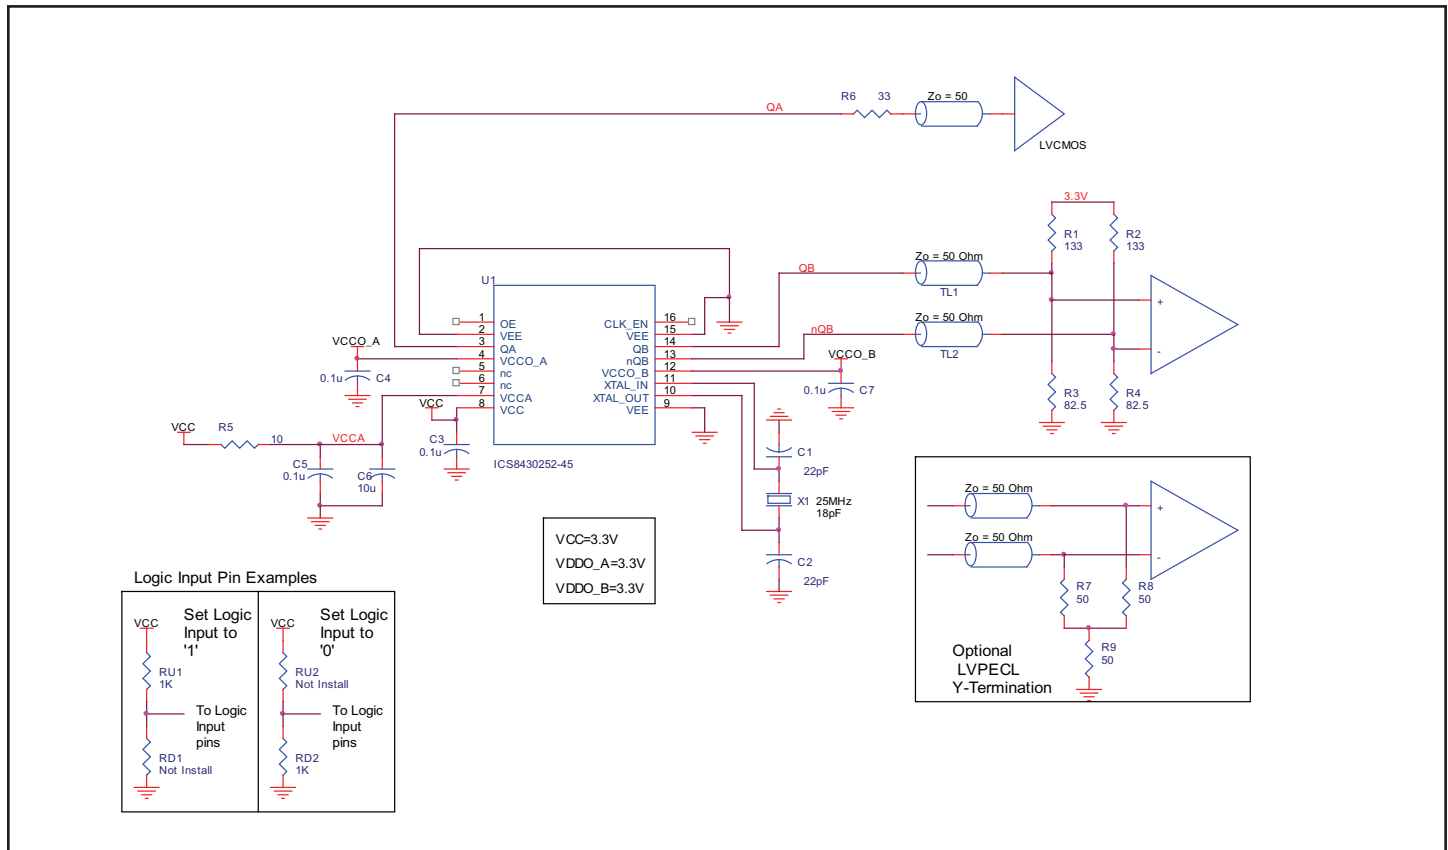 R6 33
Zo = 50
QA
LVCMOS
3.3V
R1
133
R2
133
Zo = 50 Ohm
QB
TL1
+
Zo = 50 Ohm
nQB
TL2
-
R3
82.5
R4
82.5
U1
1
OE
2
VEE
3
QA
4
VCCO_A
5
nc
6
nc
7
VCCA
8
VCC
16
CLK_EN
15
VEE
14
QB
13
nQB
12
VCCO_B
11
XTAL_IN
10
XTAL_OUT
9
VEE
ICS8430252-45
VCCO_A
0.1u
C4
VCCO_B
0.1u
C7
VCC
C3
0.1u
VCC
R5
10
VCCA
C5
0.1u
C6
10u
C1
22pF
X1
25MHz
18pF
C2
22pF
VCC=3.3V
VDDO_A=3.3V
VDDO_B=3.3V
Zo = 50 Ohm
+
Zo = 50 Ohm
-
R7
50
R8
50
R9
50
Optional
LVPECL
Y-Termination
Logic Input Pin Examples
VCC
Set Logic
Input to
'1'
RU1
1K
To Logic
Input
pins
RD1
Not Install
VCC
Set Logic
Input to
'0'
RU2
Not Install
To Logic
Input
pins
RD2
1K